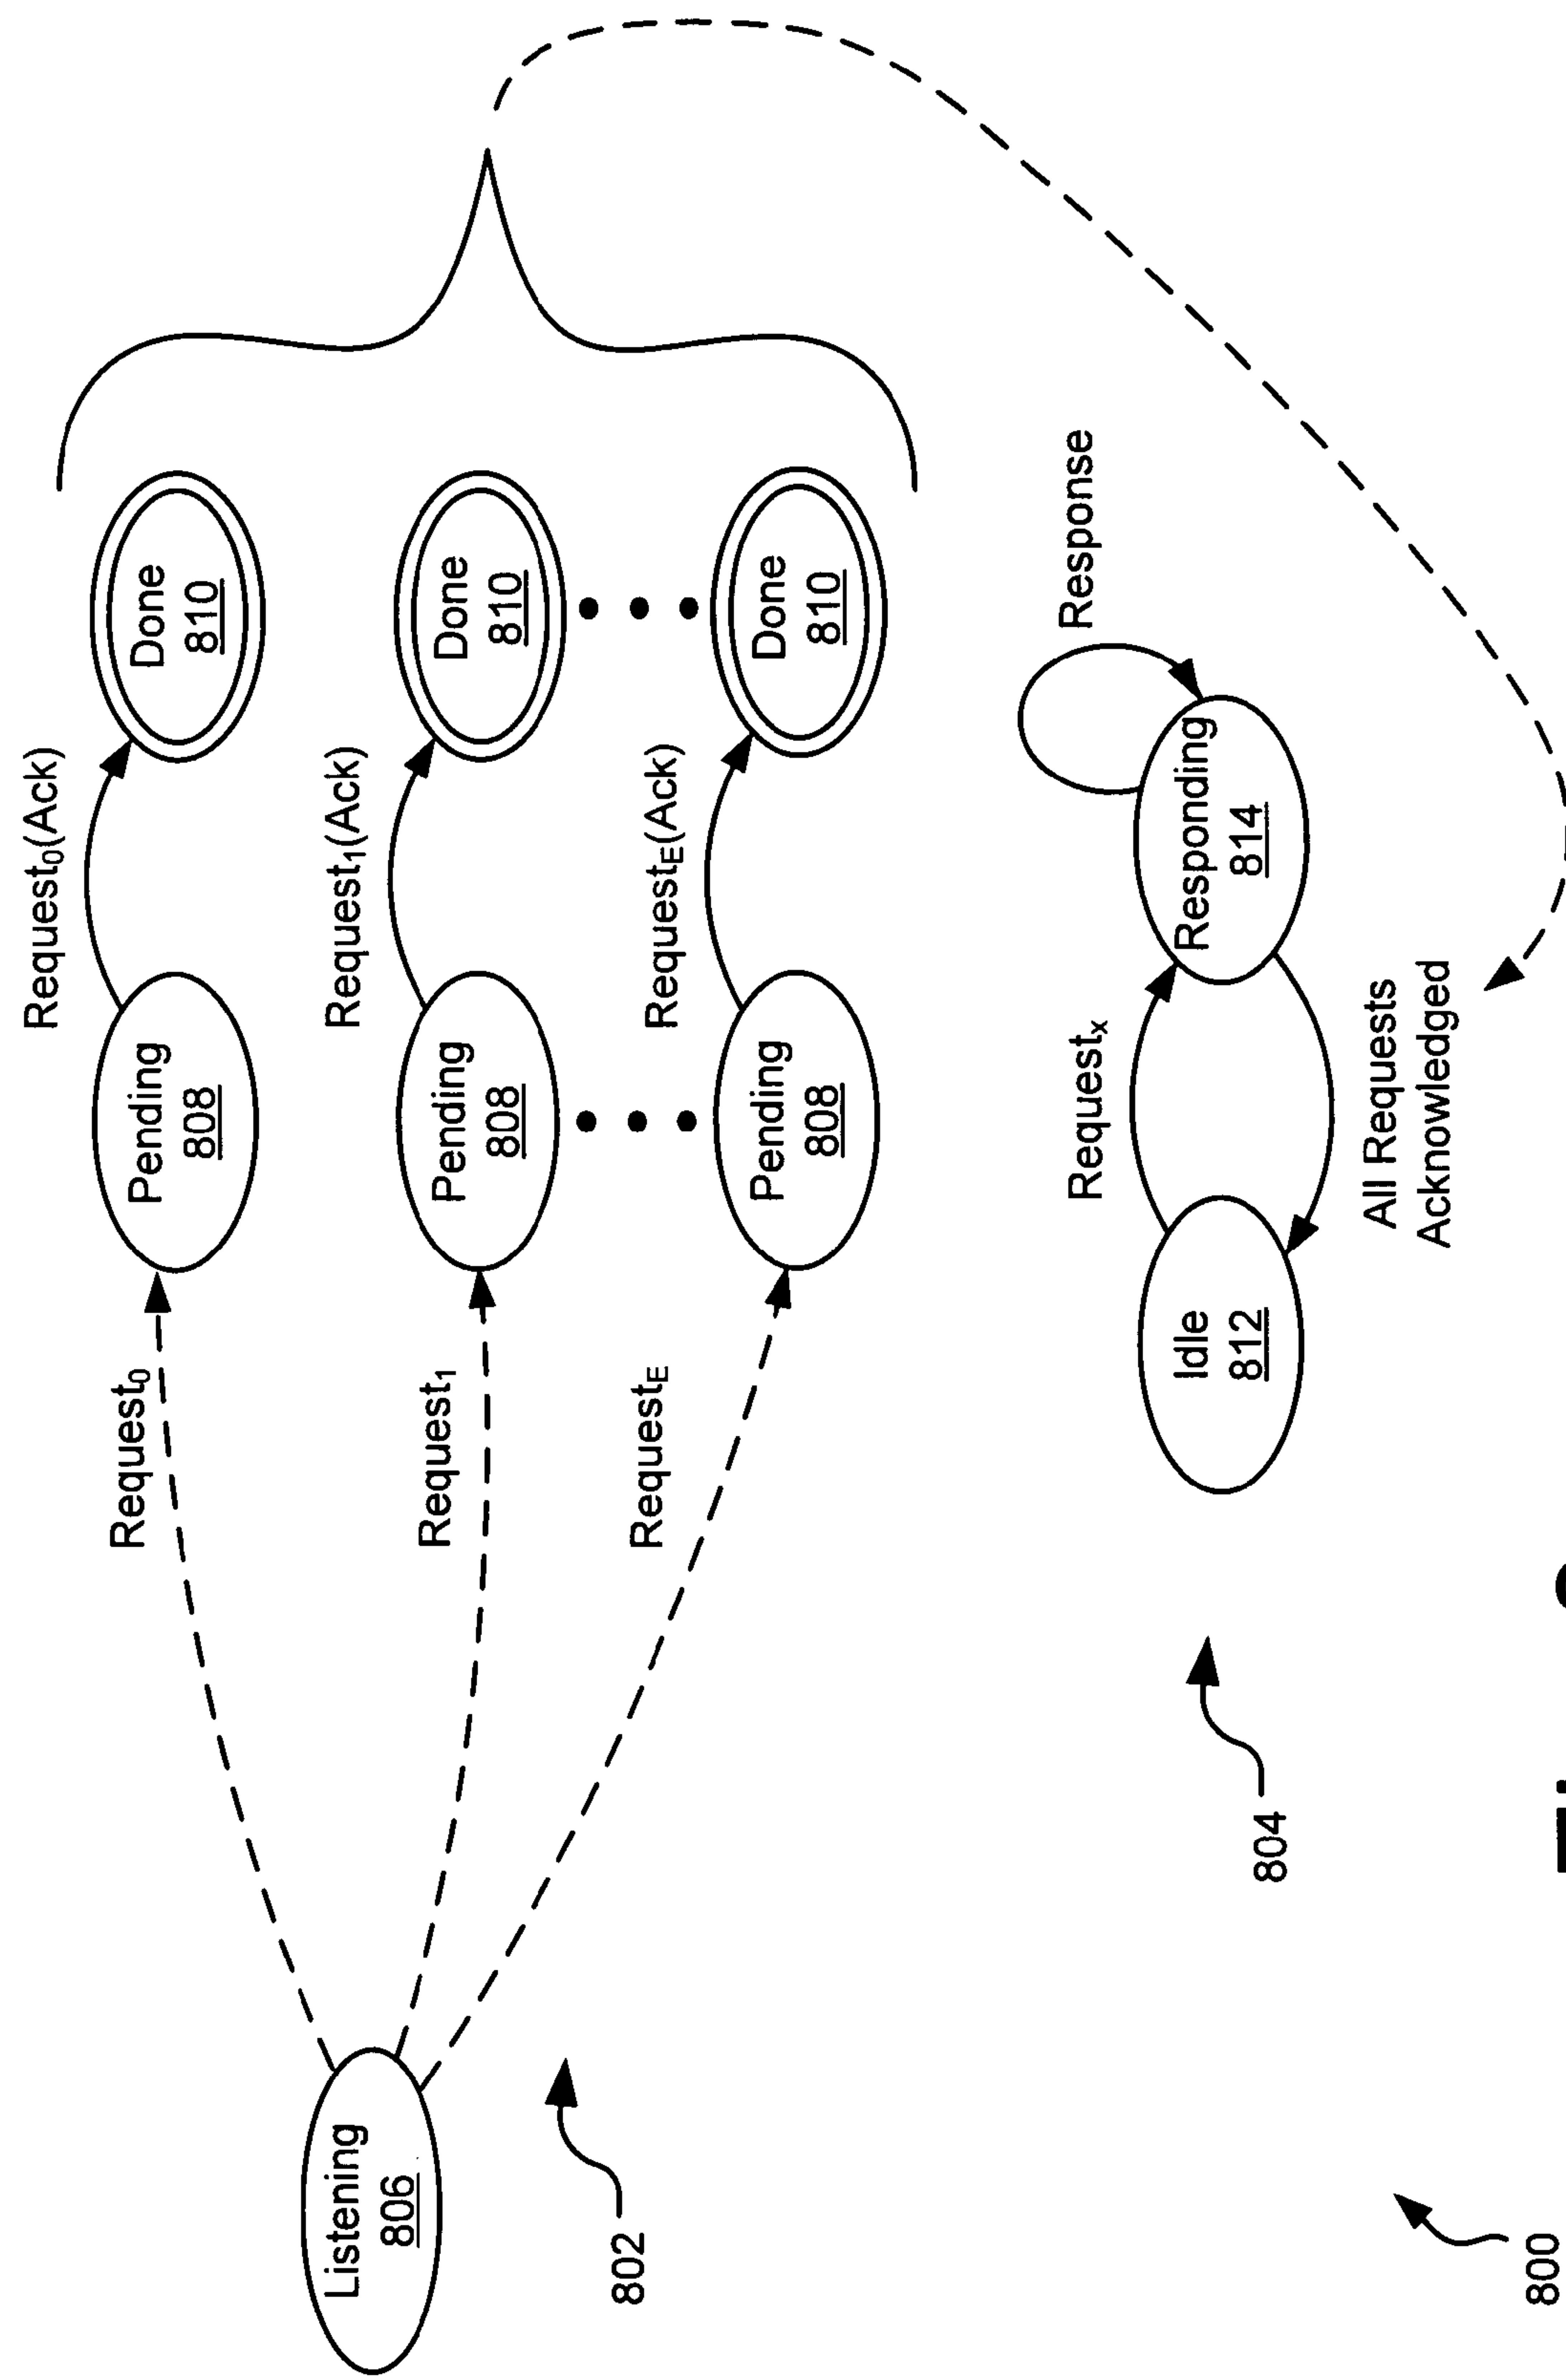 Listening
806
Request0
Request1
RequestE
Pending
808
Pending
808
Pending
808
Request0(Ack)
Request1(Ack)
RequestE(Ack)
Done
810
Done
810
Done
810
802
804
Idle
812
Requestx
Responding
814
Response
All Requests
Acknowledged
800